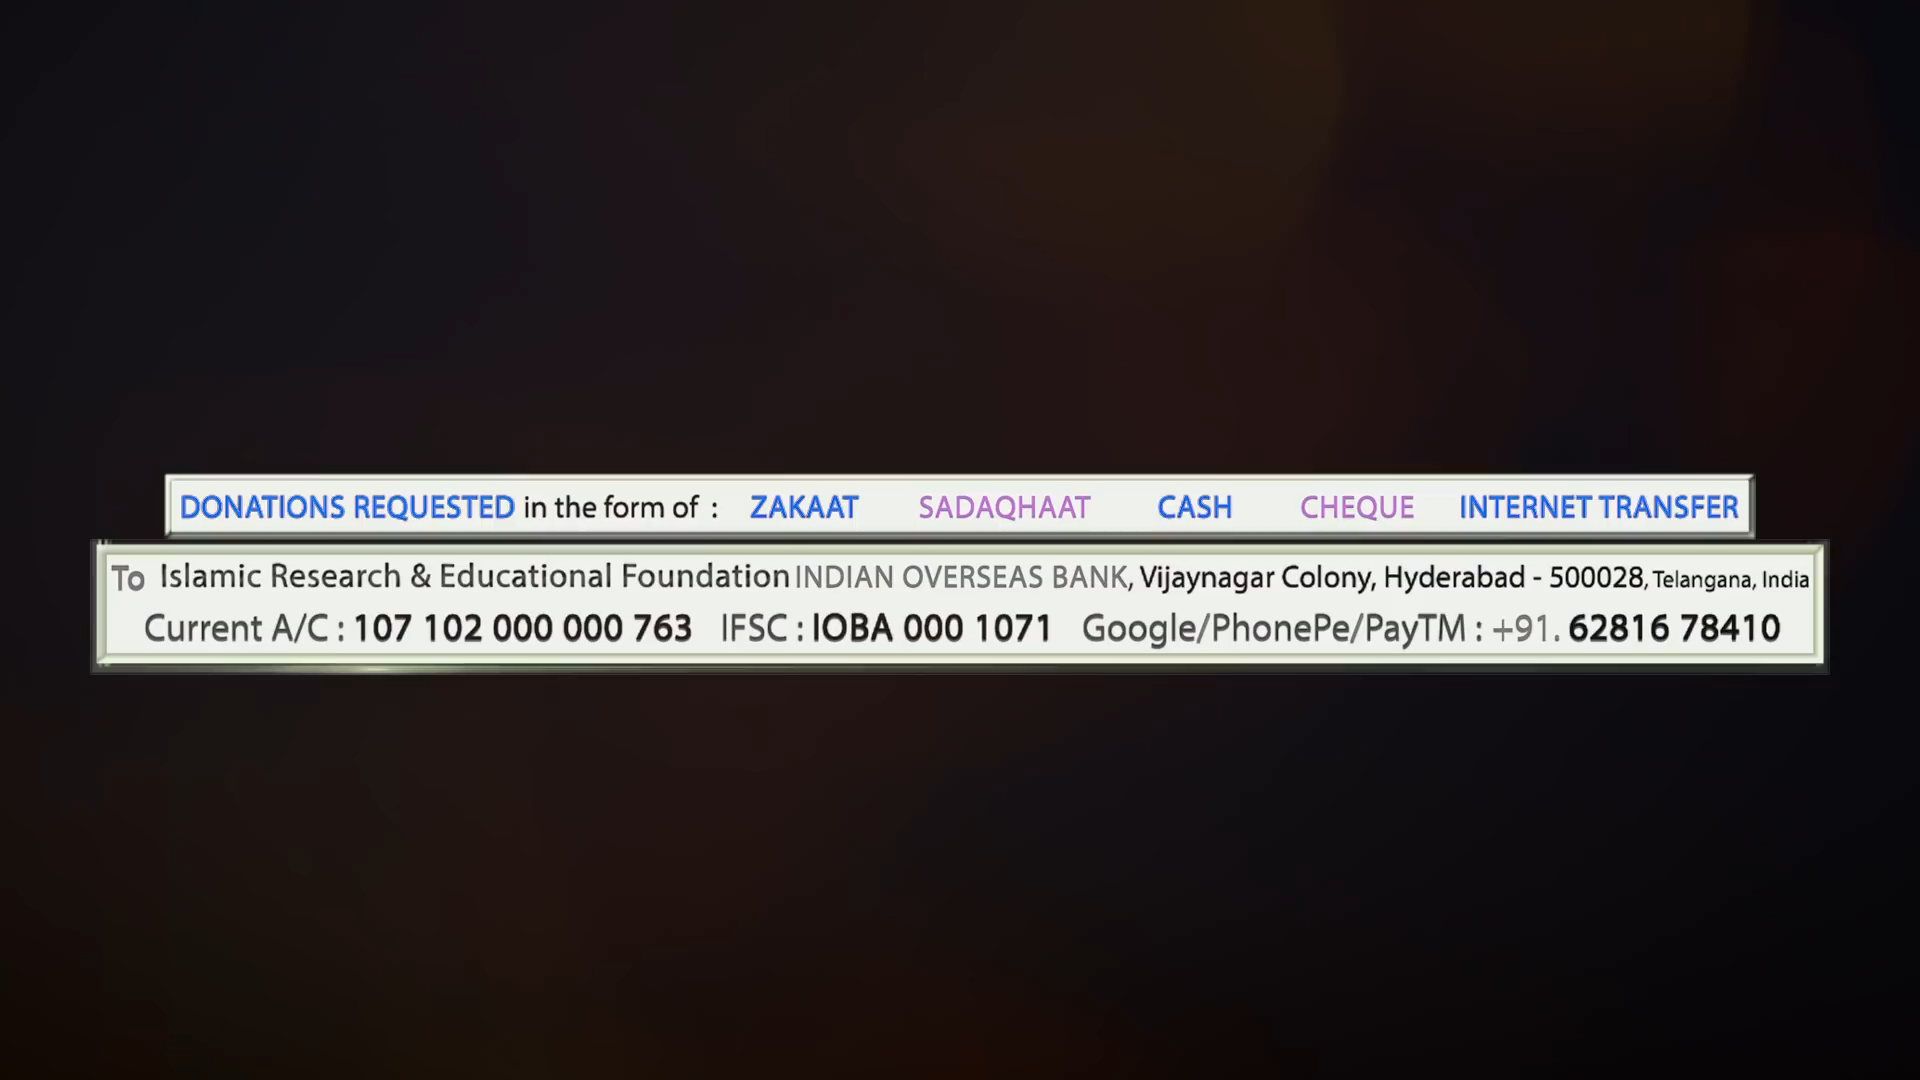 DONATIONS REQUESTED in the form of : ZAKAAT SADAQHAAT CASH CHEQUE INTERNET TRANSFER
To Islamic Research & Educational Foundation INDIAN OVERSEAS BANK, Vijaynagar Colony, Hyderabad - 500028, Telangana, India
Current A/C : 107 102 000 000 763 IFSC : IOBA 000 1071 Google/PhonePe/PayTM : +91. 62816 78410